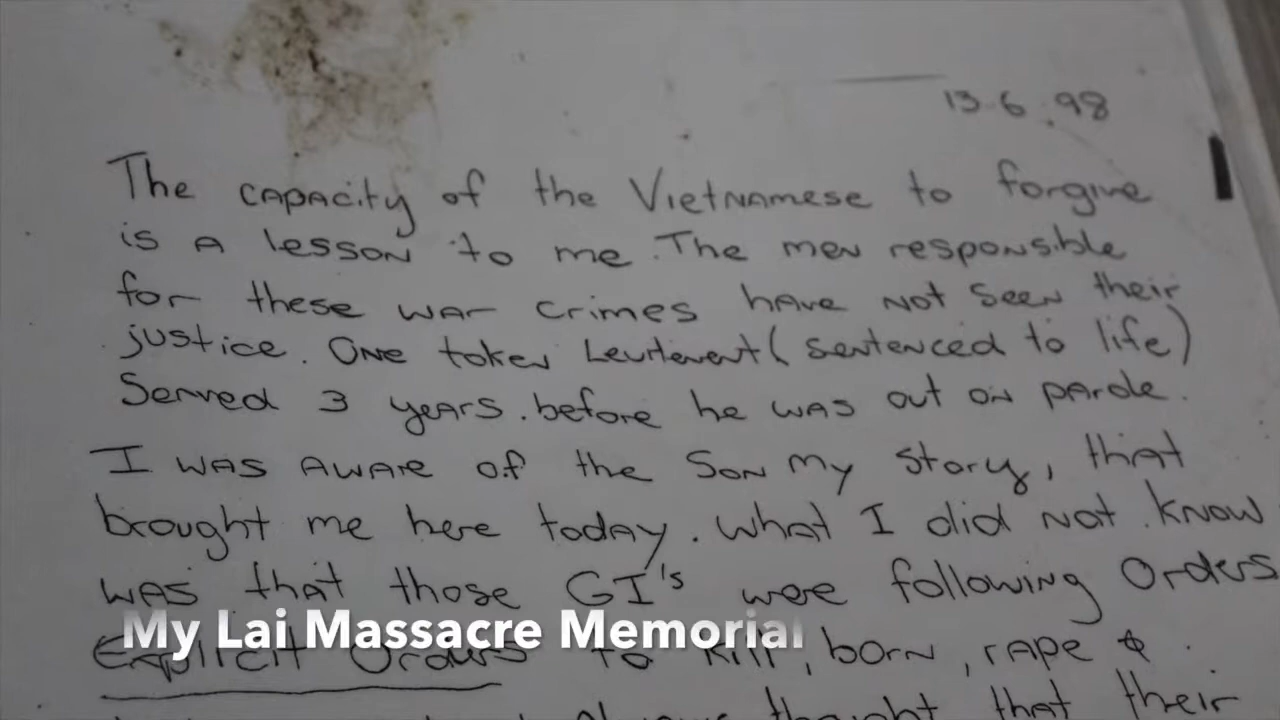 13.6.98
The capacity of the Vietnamese to forgive
is a lesson to me. The men responsible
for these war crimes have not seen their
justice. One token Leutenent (sentenced to life)
Served 3 years. before he was out on parole.
I was aware of the Son My story, that
brought me here today. What I did not know
was that those GI's were following Orders
My Lai Massacre Memorial
Explicit Orders to kill, born, rape &
thought that their